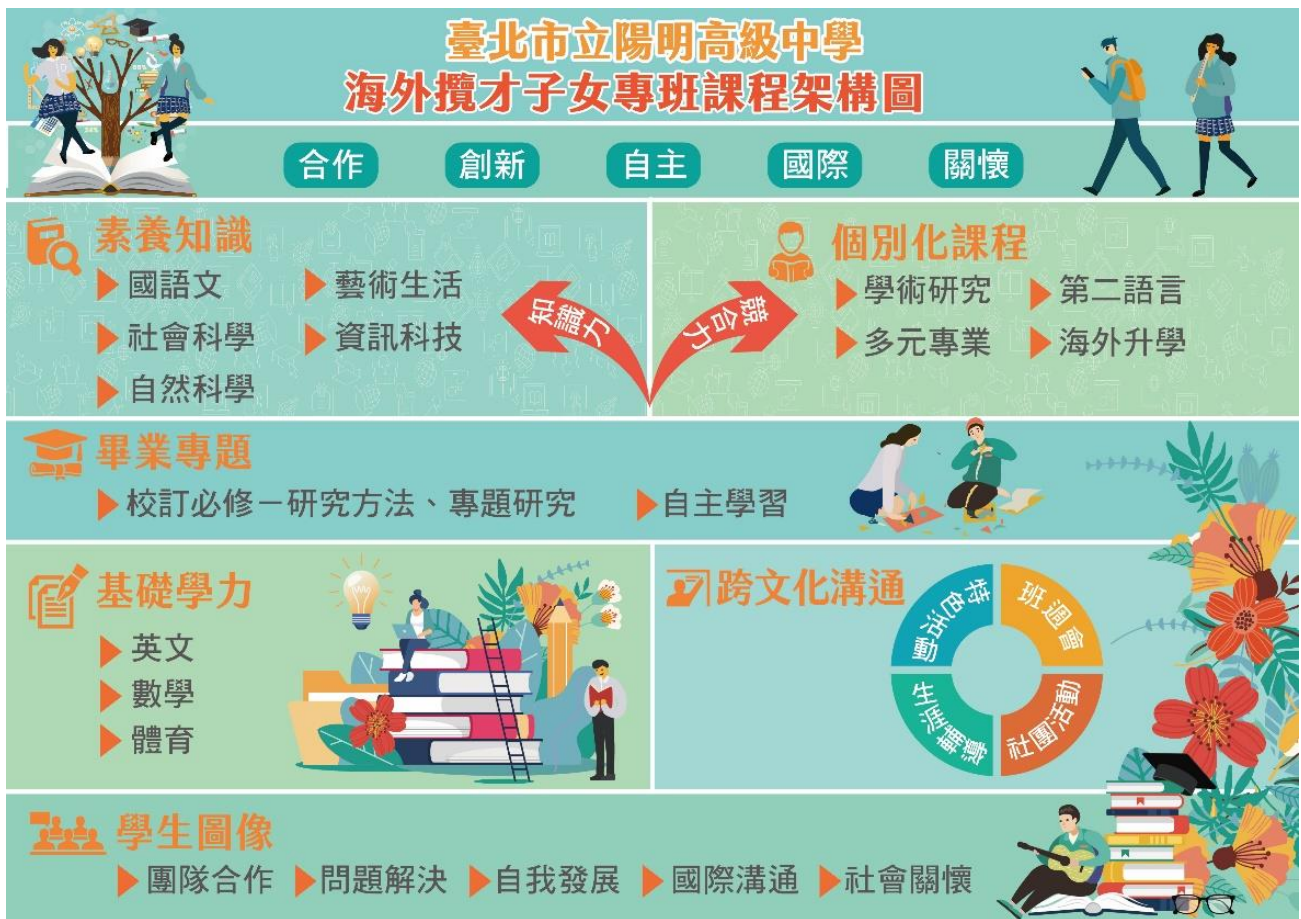 臺北市立陽明高級中學
海外攬才子女專班課程架構圖
合作 創新 自主 國際 關懷
素養知識
國語文 藝術生活
社會科學 資訊科技
自然科學
知識力
競合力
個別化課程
學術研究 第二語言
多元專業 海外升學
畢業專題
校訂必修－研究方法、專題研究 自主學習
基礎學力
英文
數學
體育
跨文化溝通
特色活動
班週會
生涯輔導
社團活動
學生圖像
團隊合作 問題解決 自我發展 國際溝通 社會關懷